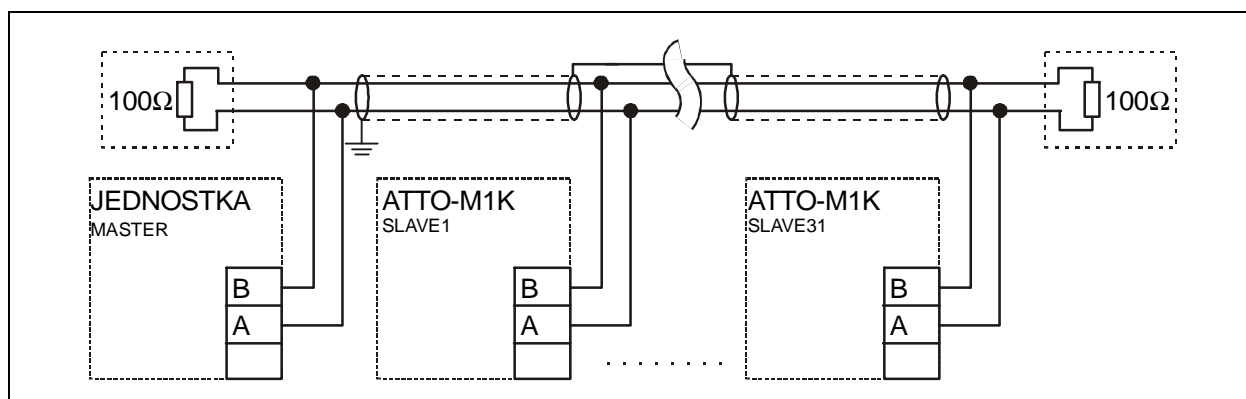 100Ω
100Ω
JEDNOSTKA
MASTER
ATTO-M1K
SLAVE1
ATTO-M1K
SLAVE31
B
A
B
A
B
A